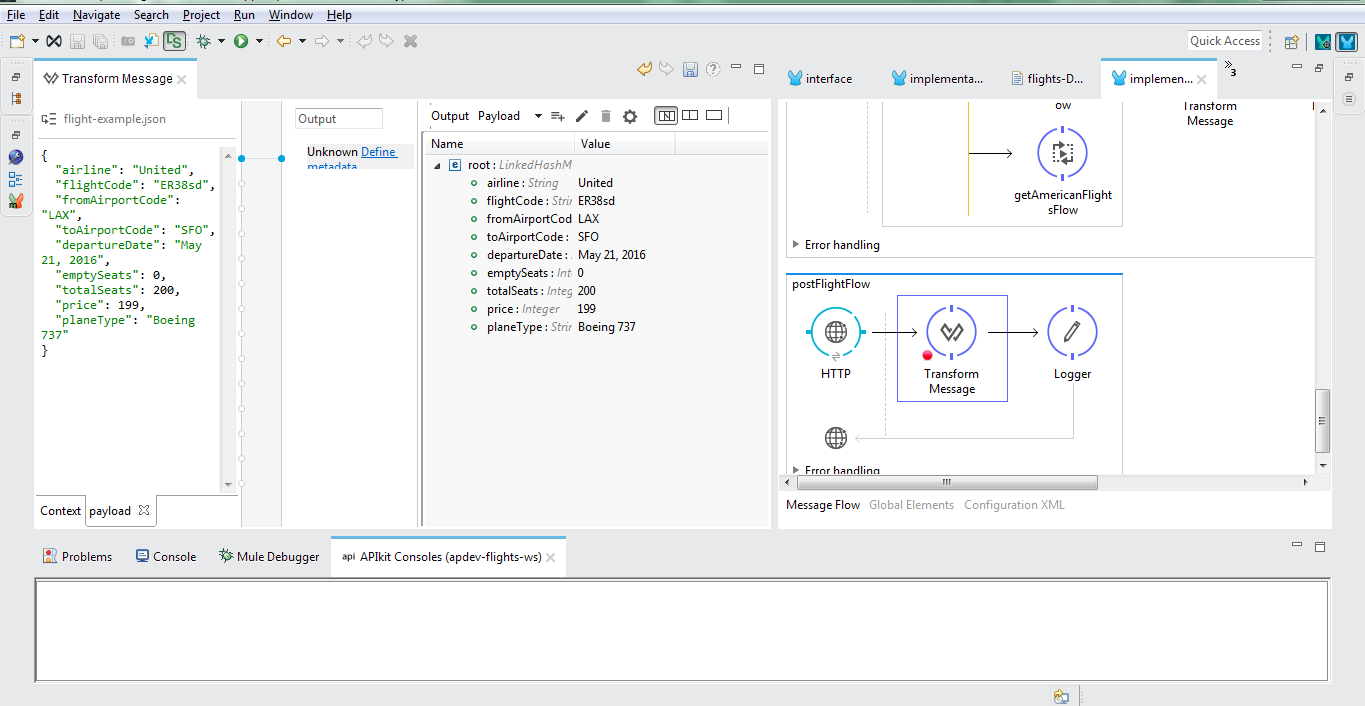 File Edit Navigate Search Project Run Window Help
Quick Access
Transform Message
flight-example.json
{
"airline": "United",
"flightCode": "ER38sd",
"fromAirportCode":
"LAX",
"toAirportCode": "SFO",
"departureDate": "May
21, 2016",
"emptySeats": 0,
"totalSeats": 200,
"price": 199,
"planeType": "Boeing
737"
}
Context payload
Output
Unknown Define
metadata
Output Payload
Name Value
root : LinkedHashM
airline : String United
flightCode : Strin ER38sd
fromAirportCod LAX
toAirportCode : SFO
departureDate : May 21, 2016
emptySeats : Int 0
totalSeats : Integ 200
price : Integer 199
planeType : Strin Boeing 737
interface implementa... flights-D... implemen... 3
ow
Transform
Message
getAmericanFlight
sFlow
Error handling
postFlightFlow
HTTP
Transform
Message
Logger
Error handling
Message Flow Global Elements Configuration XML
Problems Console Mule Debugger api APIkit Consoles (apdev-flights-ws)